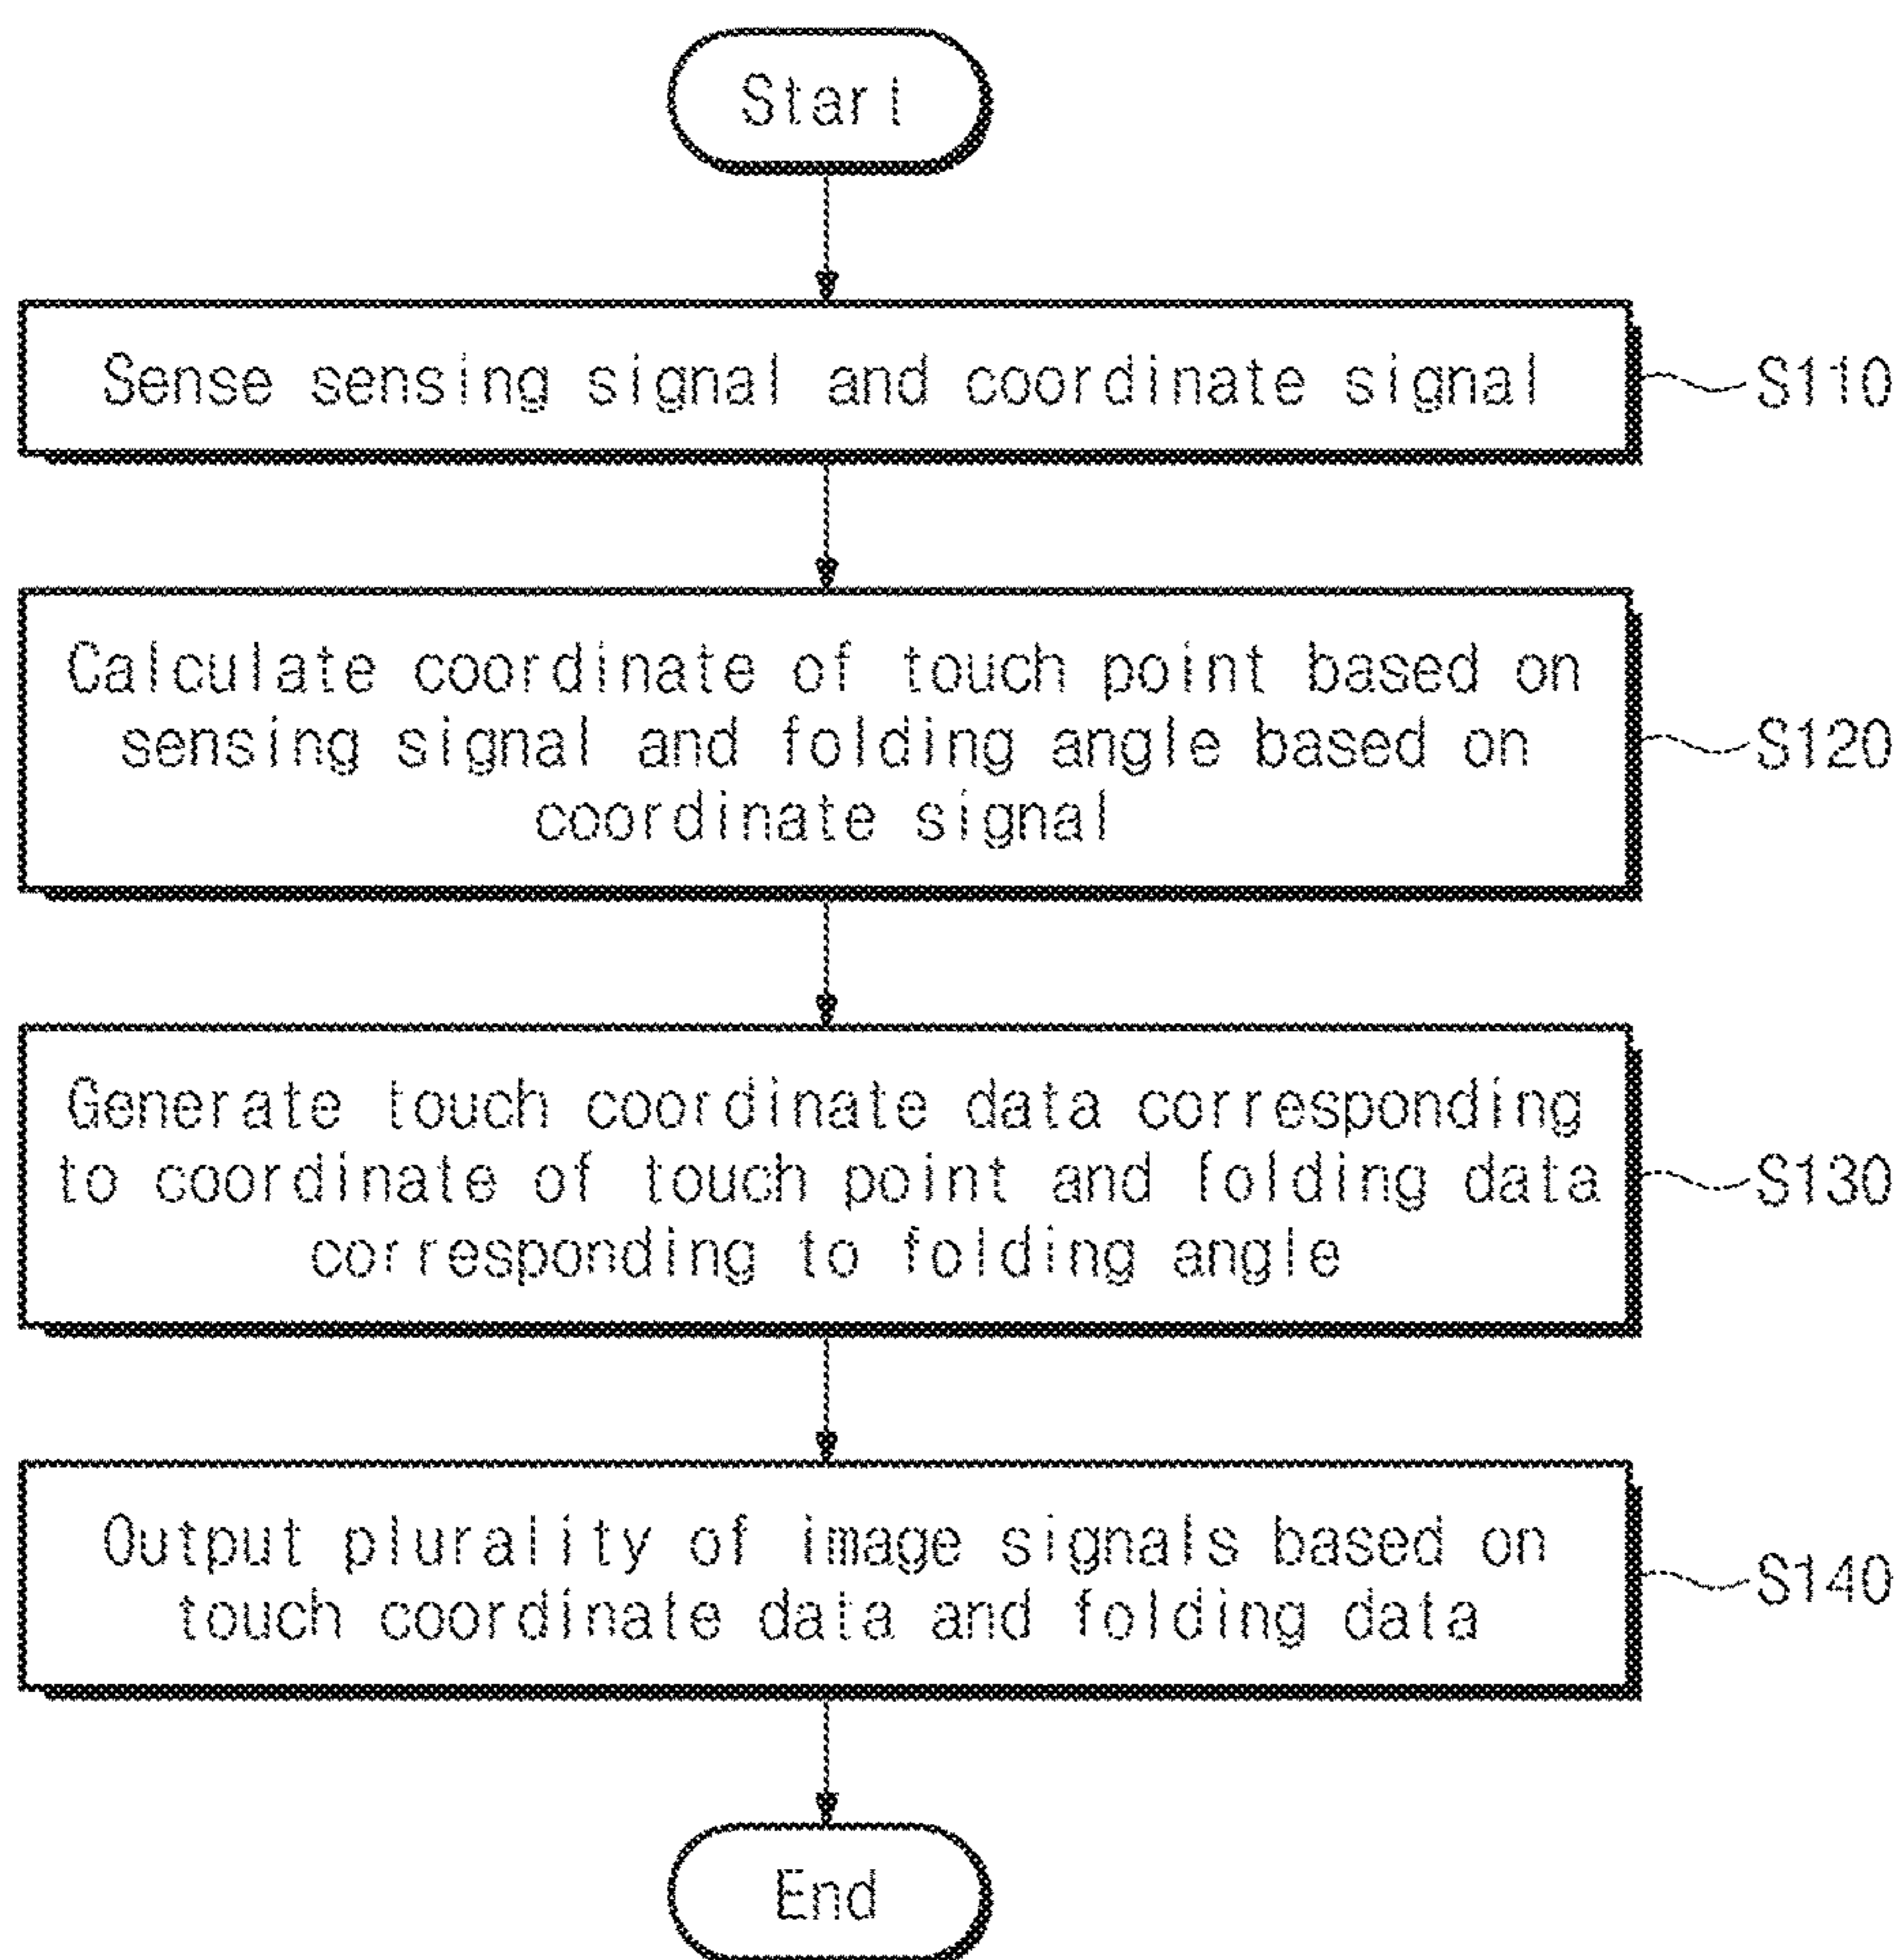 Start
Sense sensing signal and coordinate signal
S110
Calculate coordinate of touch point based on
sensing signal and folding angle based on
coordinate signal
S120
Generate touch coordinate data corresponding
to coordinate of touch point and folding data
corresponding to folding angle
S130
Output plurality of image signals based on
touch coordinate data and folding data
S140
End